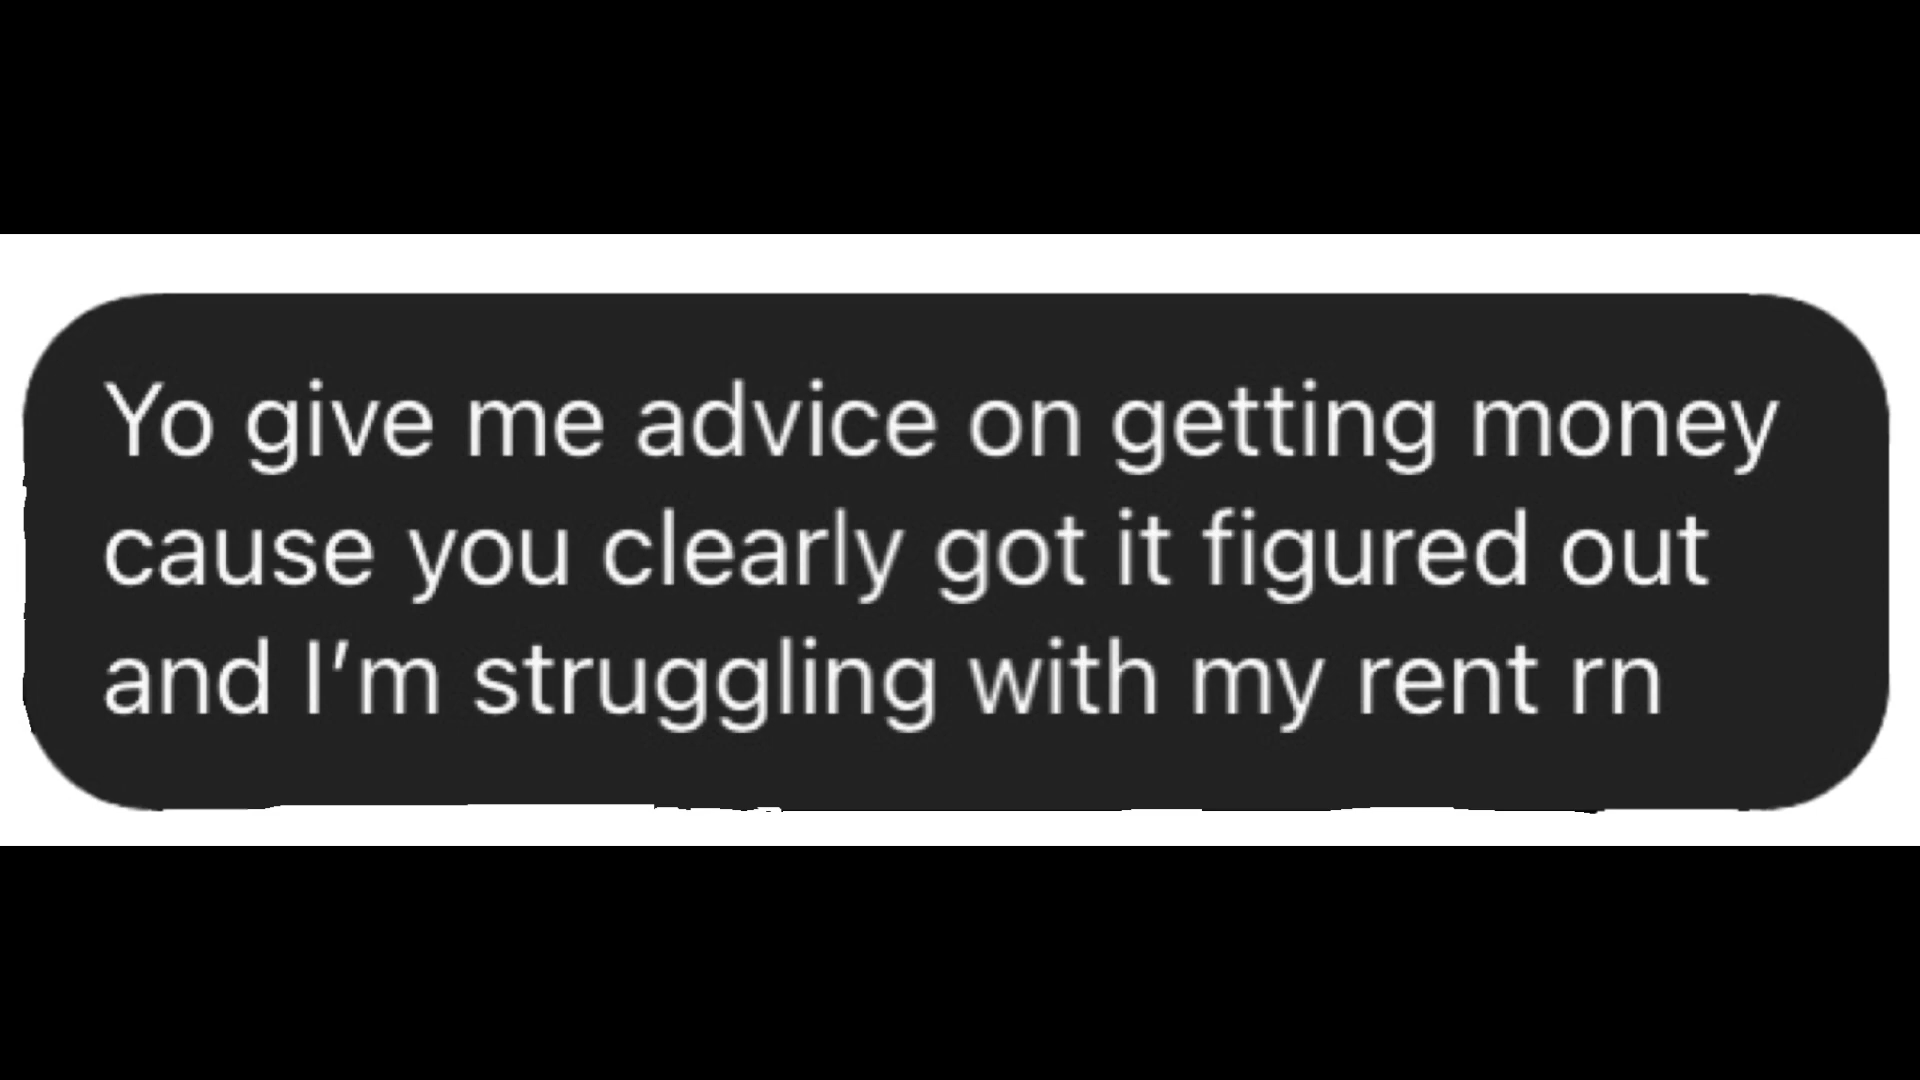 Yo give me advice on getting money
cause you clearly got it figured out
and I’m struggling with my rent rn